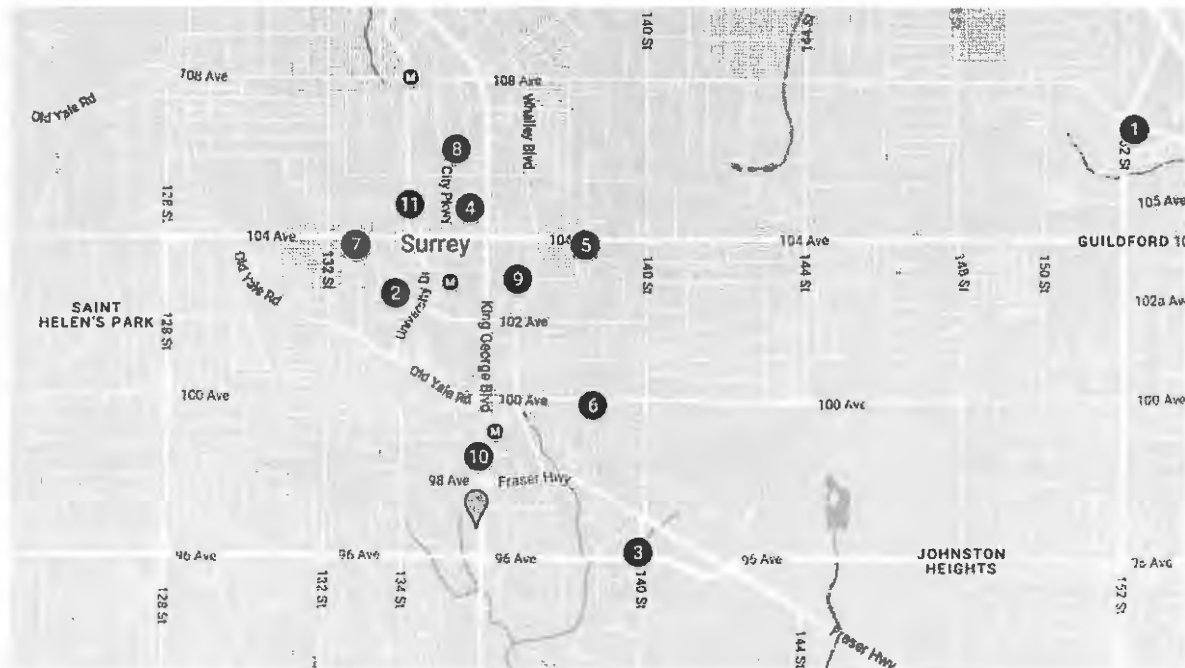 140 St
144 St
108 Ave
M
108 Ave
Old Yale Rd
Whalley Blvd.
1
8
152 St
City Pkwy
128 St
11
4
105 Ave
104 Ave
7
Surrey
104
5
104 Ave
GUILDFORD
Old Yale Rd
132 St
140 St
144 St
148 St
150 St
2
University Dr
M
9
SAINT
HELEN'S PARK
128 St
King George Blvd
102 Ave
102a Ave
100 Ave
Old Yale Rd
100 Ave
6
100 Ave
100 Ave
M
10
98 Ave
Fraser Hwy
96 Ave
96 Ave
96 Ave
3
96 Ave
JOHNSTON
HEIGHTS
96 Ave
128 St
132 St
134 St
140 St
144 St
Fraser Hwy
152 St